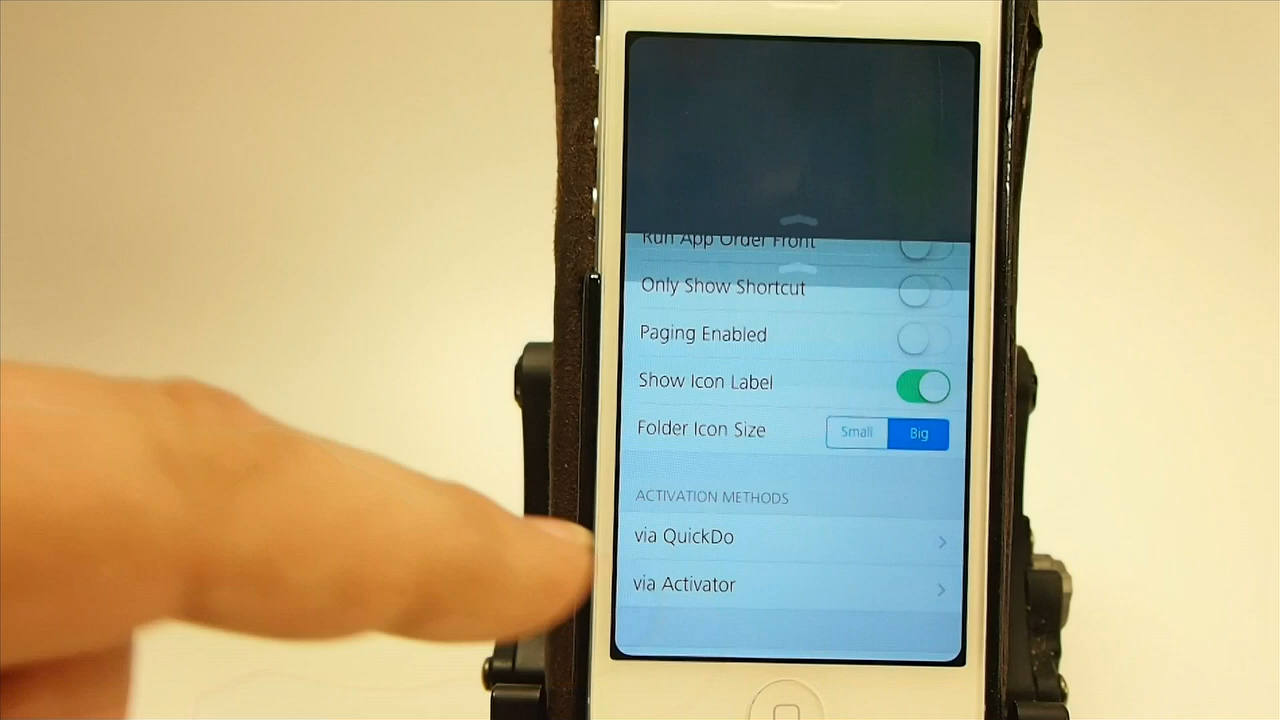 Run App Order Front
Only Show Shortcut
Paging Enabled
Show Icon Label
Folder Icon Size Small Big
ACTIVATION METHODS
via QuickDo
via Activator